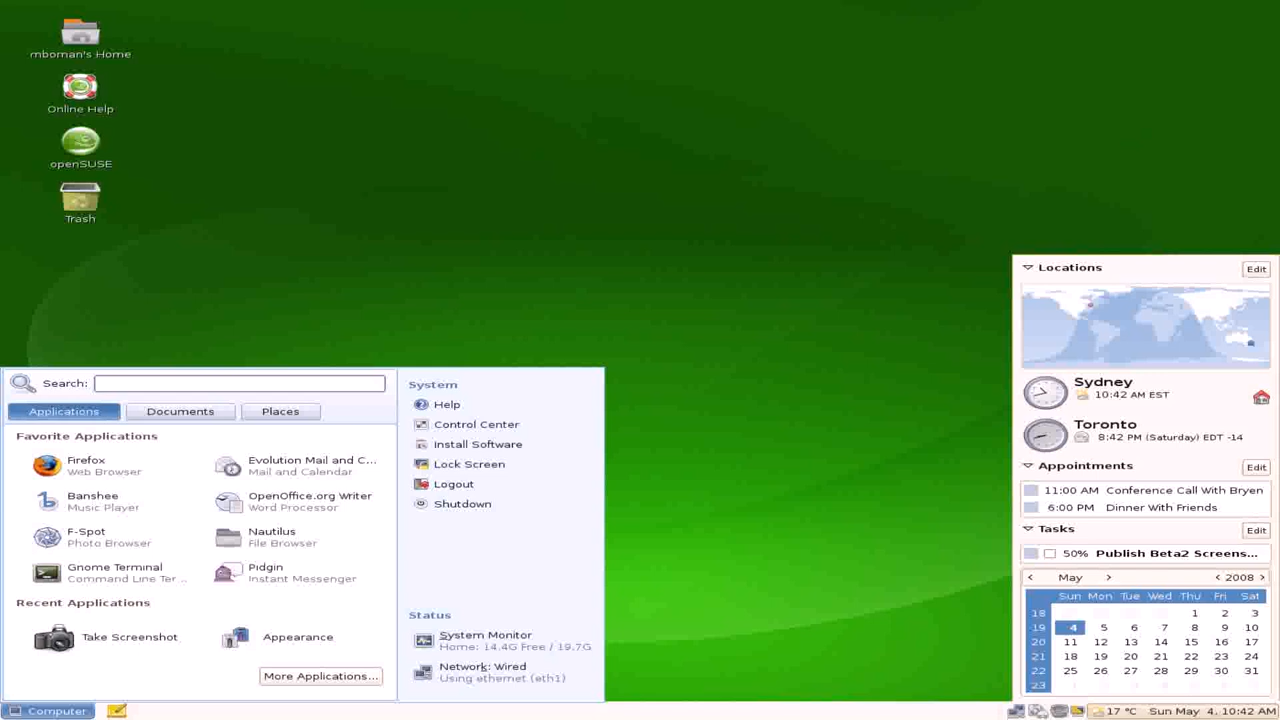 mboman's Home
Online Help
openSUSE
Trash
Search:
Applications Documents Places
Favorite Applications
Firefox
Web Browser
Evolution Mail and C...
Mail and Calendar
Banshee
Music Player
OpenOffice.org Writer
Word Processor
F-Spot
Photo Browser
Nautilus
File Browser
Gnome Terminal
Command Line Ter...
Pidgin
Instant Messenger
Recent Applications
Take Screenshot
Appearance
More Applications...
System
Help
Control Center
Install Software
Lock Screen
Logout
Shutdown
Status
System Monitor
Home: 14.4G Free / 19.7G
Network: Wired
Using ethernet (eth1)
Locations Edit
Sydney
10:42 AM EST
Toronto
8:42 PM (Saturday) EDT -14
Appointments Edit
11:00 AM Conference Call With Bryen
6:00 PM Dinner With Friends
Tasks Edit
50% Publish Beta2 Screens...
< May > < 2008 >
Sun Mon Tue Wed Thu Fri Sat
18 1 2 3
19 4 5 6 7 8 9 10
20 11 12 13 14 15 16 17
21 18 19 20 21 22 23 24
22 25 26 27 28 29 30 31
23
Computer
17 °C Sun May 4, 10:42 AM